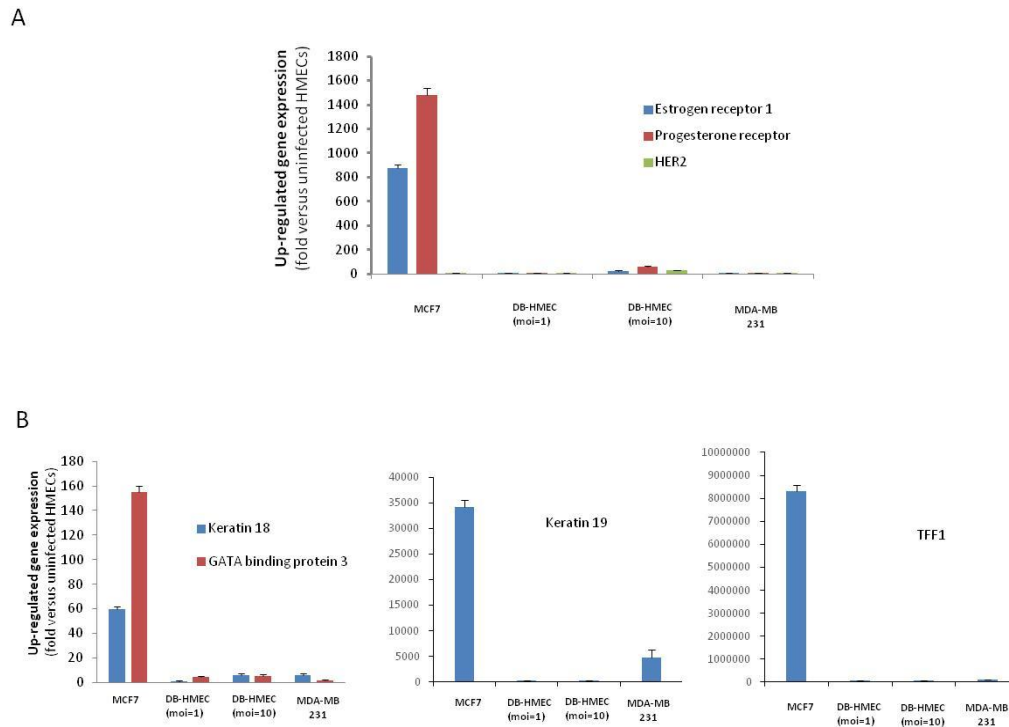 A
Up-regulated gene expression
(fold versus uninfected HMECs)
1800
1600
1400
1200
1000
800
600
400
200
0
Estrogen receptor 1
Progesterone receptor
HER2
MCF7
DB-HMEC
(moi=1)
DB-HMEC
(moi=10)
MDA-MB
231
B
Up-regulated gene expression
(fold versus uninfected HMECs)
180
160
140
120
100
80
60
40
20
0
Keratin 18
GATA binding protein 3
MCF7
DB-HMEC
(moi=1)
DB-HMEC
(moi=10)
MDA-MB
231
40000
35000
30000
25000
20000
15000
10000
5000
0
Keratin 19
MCF7
DB-HMEC
(moi=1)
DB-HMEC
(moi=10)
MDA-MB
231
10000000
9000000
8000000
7000000
6000000
5000000
4000000
3000000
2000000
1000000
0
TFF1
MCF7
DB-HMEC
(moi=1)
DB-HMEC
(moi=10)
MDA-MB
231